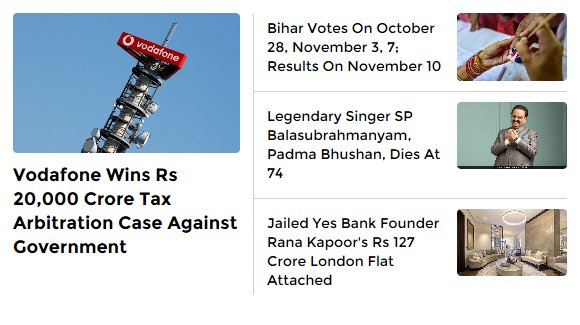 vodafone
Vodafone Wins Rs
20,000 Crore Tax
Arbitration Case Against
Government
Bihar Votes On October
28, November 3, 7;
Results On November 10
Legendary Singer SP
Balasubrahmanyam,
Padma Bhushan, Dies At
74
Jailed Yes Bank Founder
Rana Kapoor's Rs 127
Crore London Flat
Attached